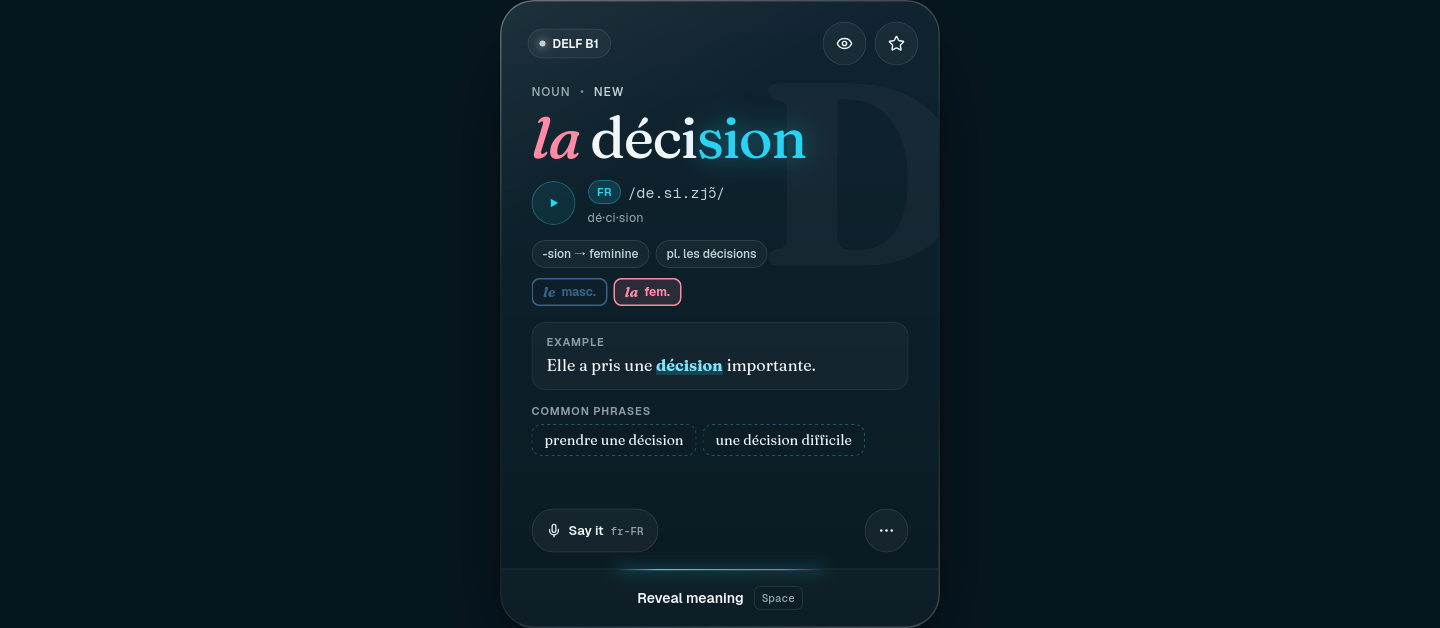 DELF B1
NOUN • NEW
la décision
D
FR /de.si.zjɔ̃/
dé·ci·sion
-sion → feminine pl. les décisions
le masc. la fem.
EXAMPLE
Elle a pris une décision importante.
COMMON PHRASES
prendre une décision une décision difficile
Say it fr-FR
Reveal meaning Space